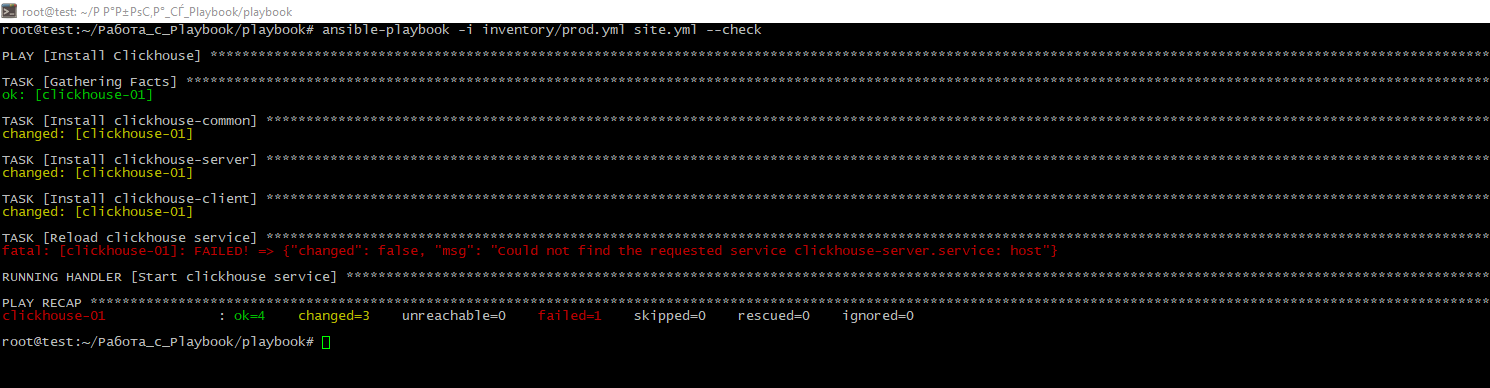 root@test: ~/Р Р°Р±РѕС‚Р°_СЃ_Playbook/playbook
root@test:~/Работа_с_Playbook/playbook# ansible-playbook -i inventory/prod.yml site.yml --check
PLAY [Install Clickhouse] ****************************************************************************************************************************************************************
TASK [Gathering Facts] *******************************************************************************************************************************************************************
ok: [clickhouse-01]
TASK [Install clickhouse-common] *********************************************************************************************************************************************************
changed: [clickhouse-01]
TASK [Install clickhouse-server] *********************************************************************************************************************************************************
changed: [clickhouse-01]
TASK [Install clickhouse-client] *********************************************************************************************************************************************************
changed: [clickhouse-01]
TASK [Reload clickhouse service] *********************************************************************************************************************************************************
fatal: [clickhouse-01]: FAILED! => {"changed": false, "msg": "Could not find the requested service clickhouse-server.service: host"}
RUNNING HANDLER [Start clickhouse service] ***********************************************************************************************************************************************
PLAY RECAP *******************************************************************************************************************************************************************************
clickhouse-01 : ok=4 changed=3 unreachable=0 failed=1 skipped=0 rescued=0 ignored=0
root@test:~/Работа_с_Playbook/playbook#